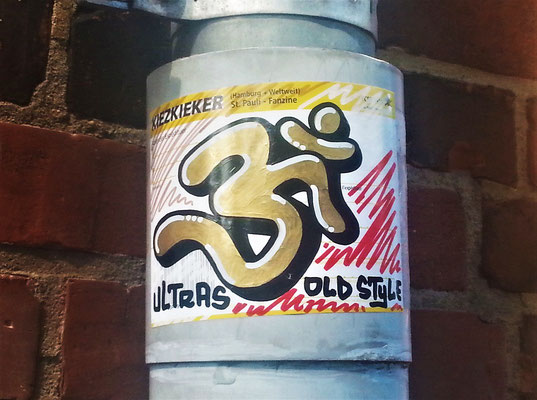 KIEZKIEKER (Hamburg + Weltweit)
St. Pauli - Fanzine
ULTRAS OLD STYLE